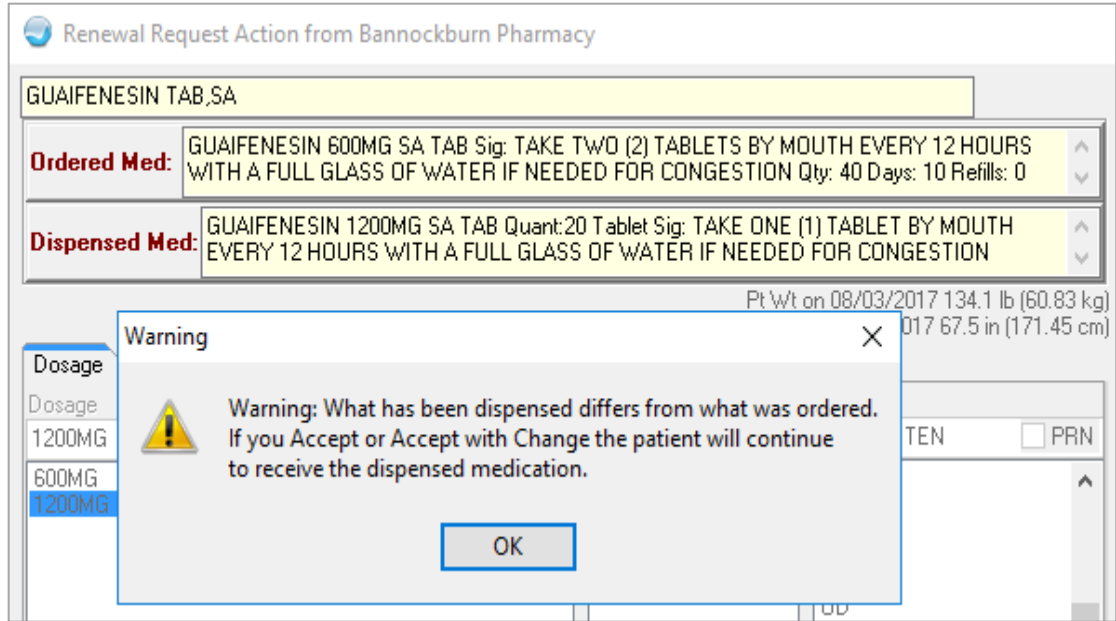 Renewal Request Action from Bannockburn Pharmacy
GUAIFENESIN TAB,SA
Ordered Med:
GUAIFENESIN 600MG SA TAB Sig: TAKE TWO (2) TABLETS BY MOUTH EVERY 12 HOURS
WITH A FULL GLASS OF WATER IF NEEDED FOR CONGESTION Qty: 40 Days: 10 Refills: 0
Dispensed Med:
GUAIFENESIN 1200MG SA TAB Quant:20 Tablet Sig: TAKE ONE (1) TABLET BY MOUTH
EVERY 12 HOURS WITH A FULL GLASS OF WATER IF NEEDED FOR CONGESTION
Pt Wt on 08/03/2017 134.1 lb (60.83 kg)
017 67.5 in (171.45 cm)
Warning
Dosage
Dosage
1200MG
TEN
PRN
600MG
1200MG
Warning: What has been dispensed differs from what was ordered.
If you Accept or Accept with Change the patient will continue
to receive the dispensed medication.
OK